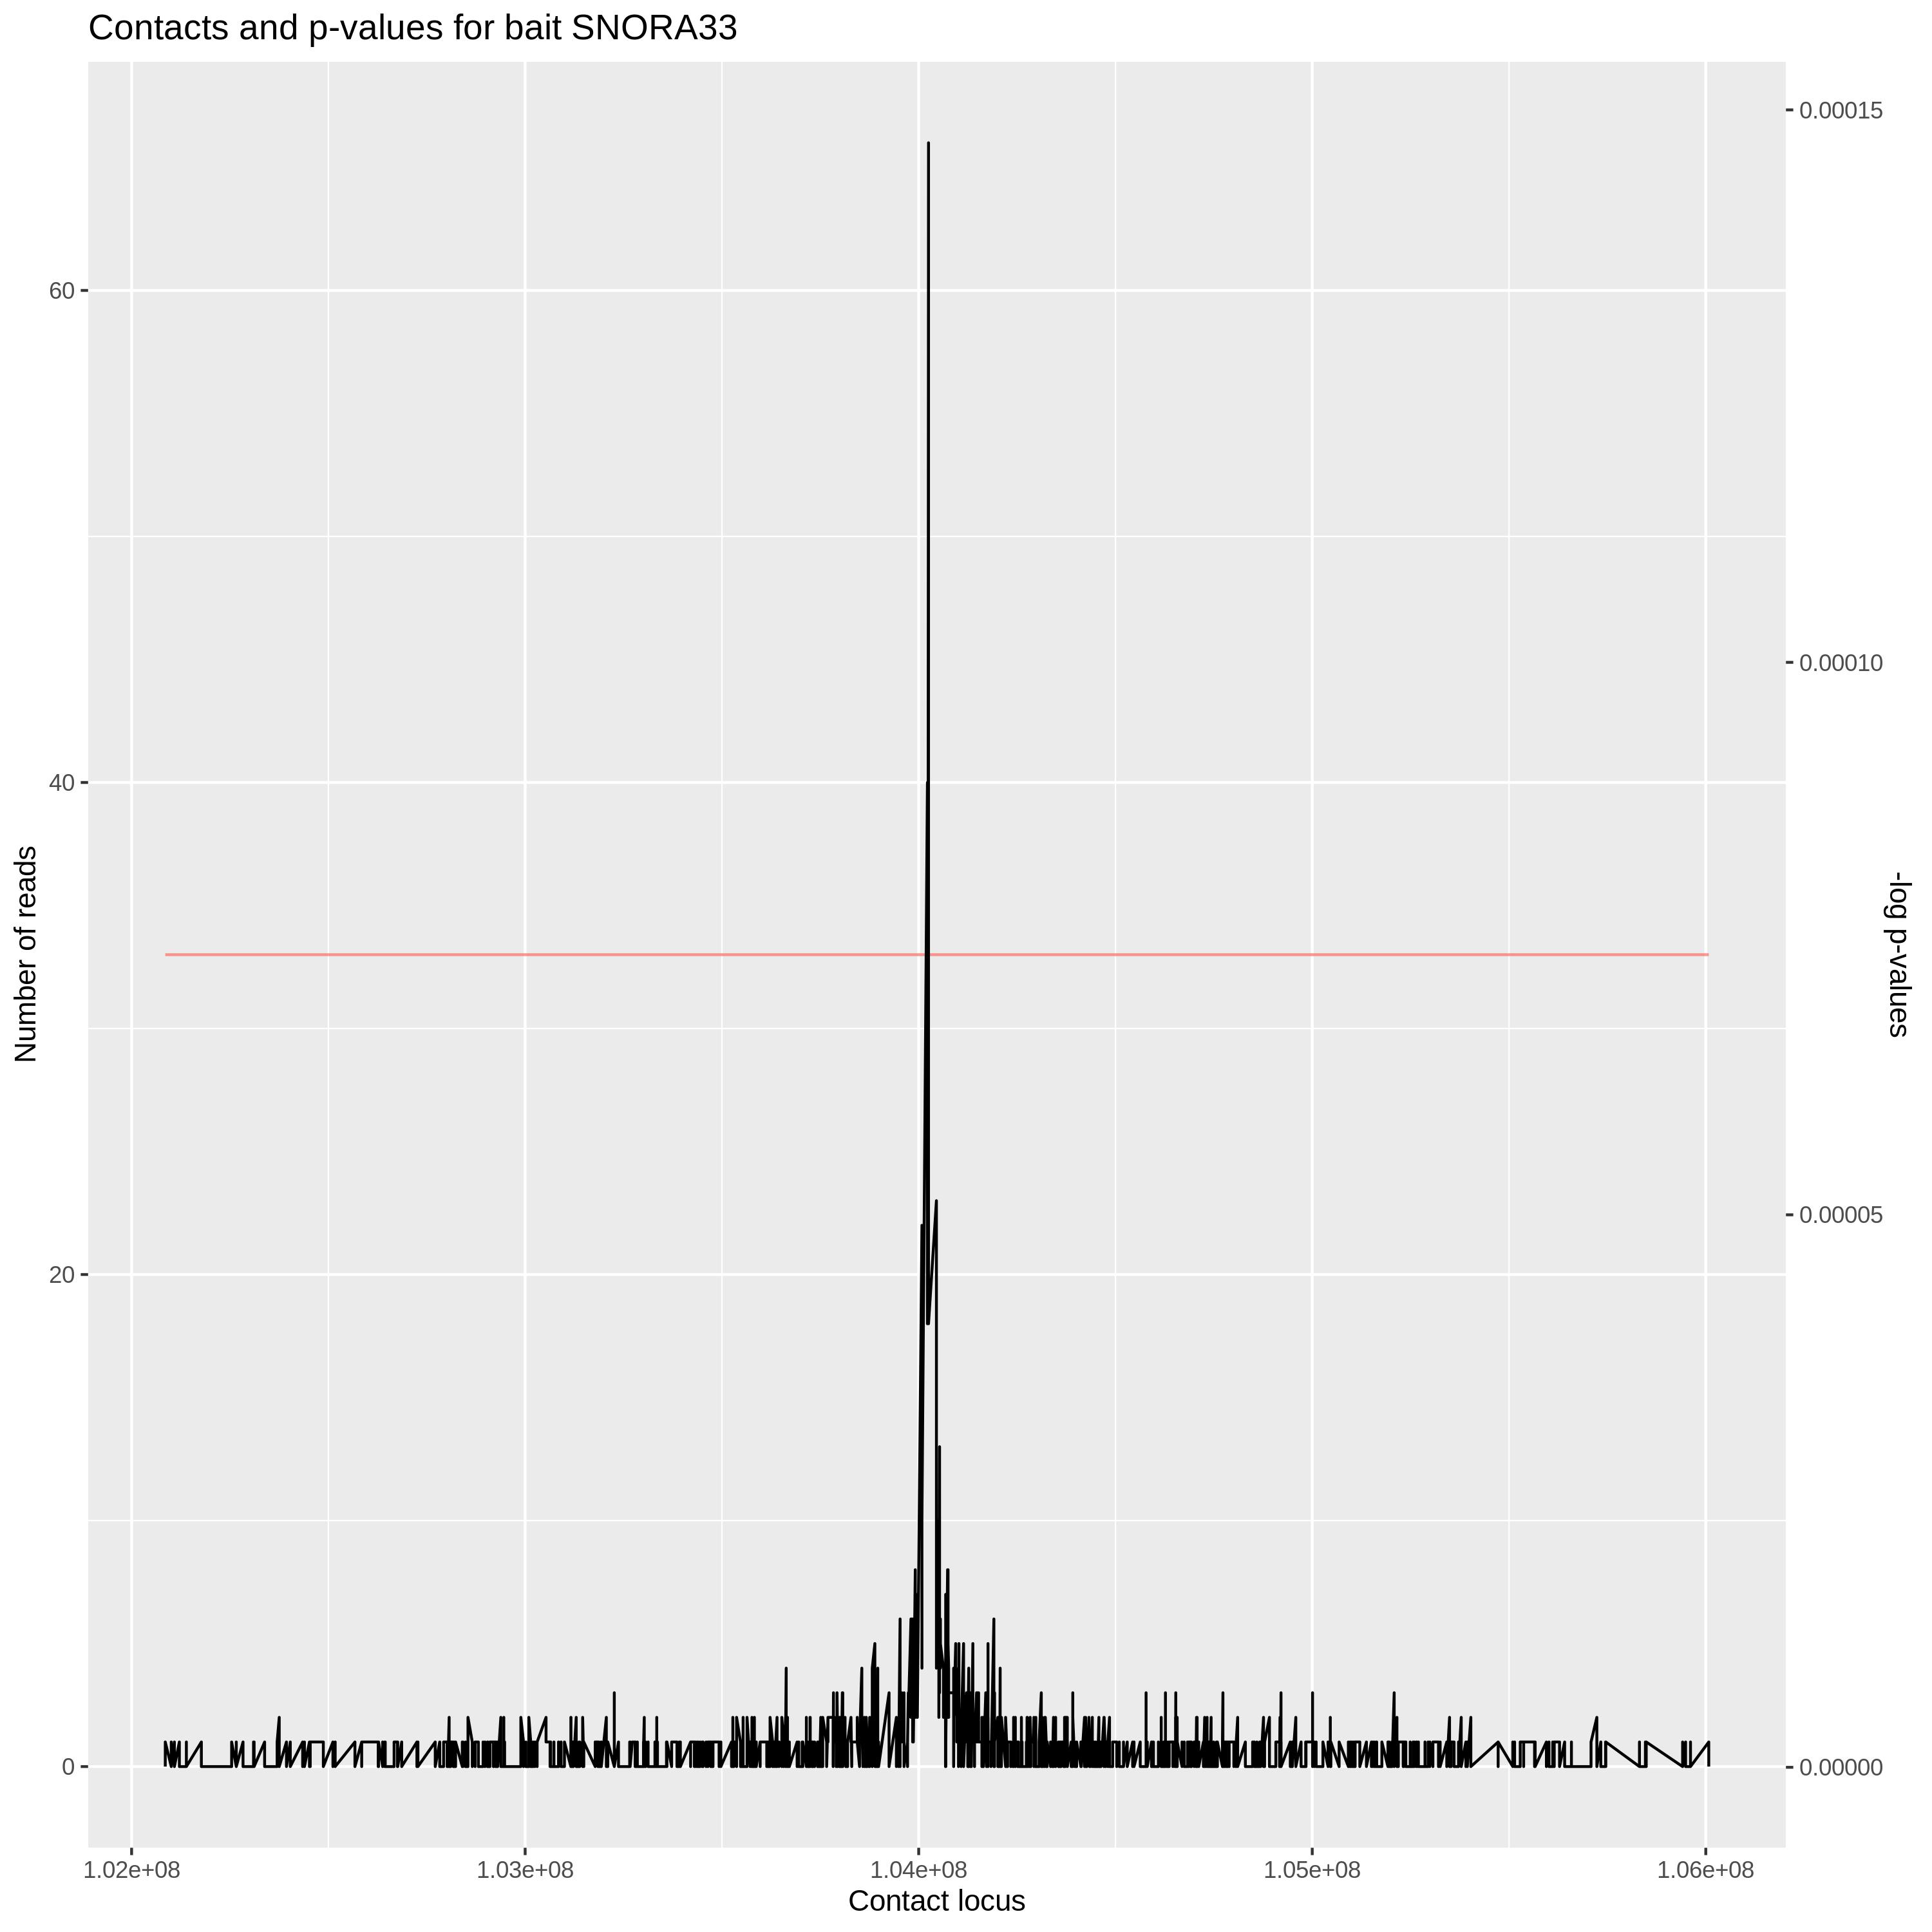 Contacts and p-values for bait SNORA33
Number of reads
60
40
20
0
0.00015
0.00010
0.00005
0.00000
-log p-values
1.02e+08
1.03e+08
1.04e+08
1.05e+08
1.06e+08
Contact locus